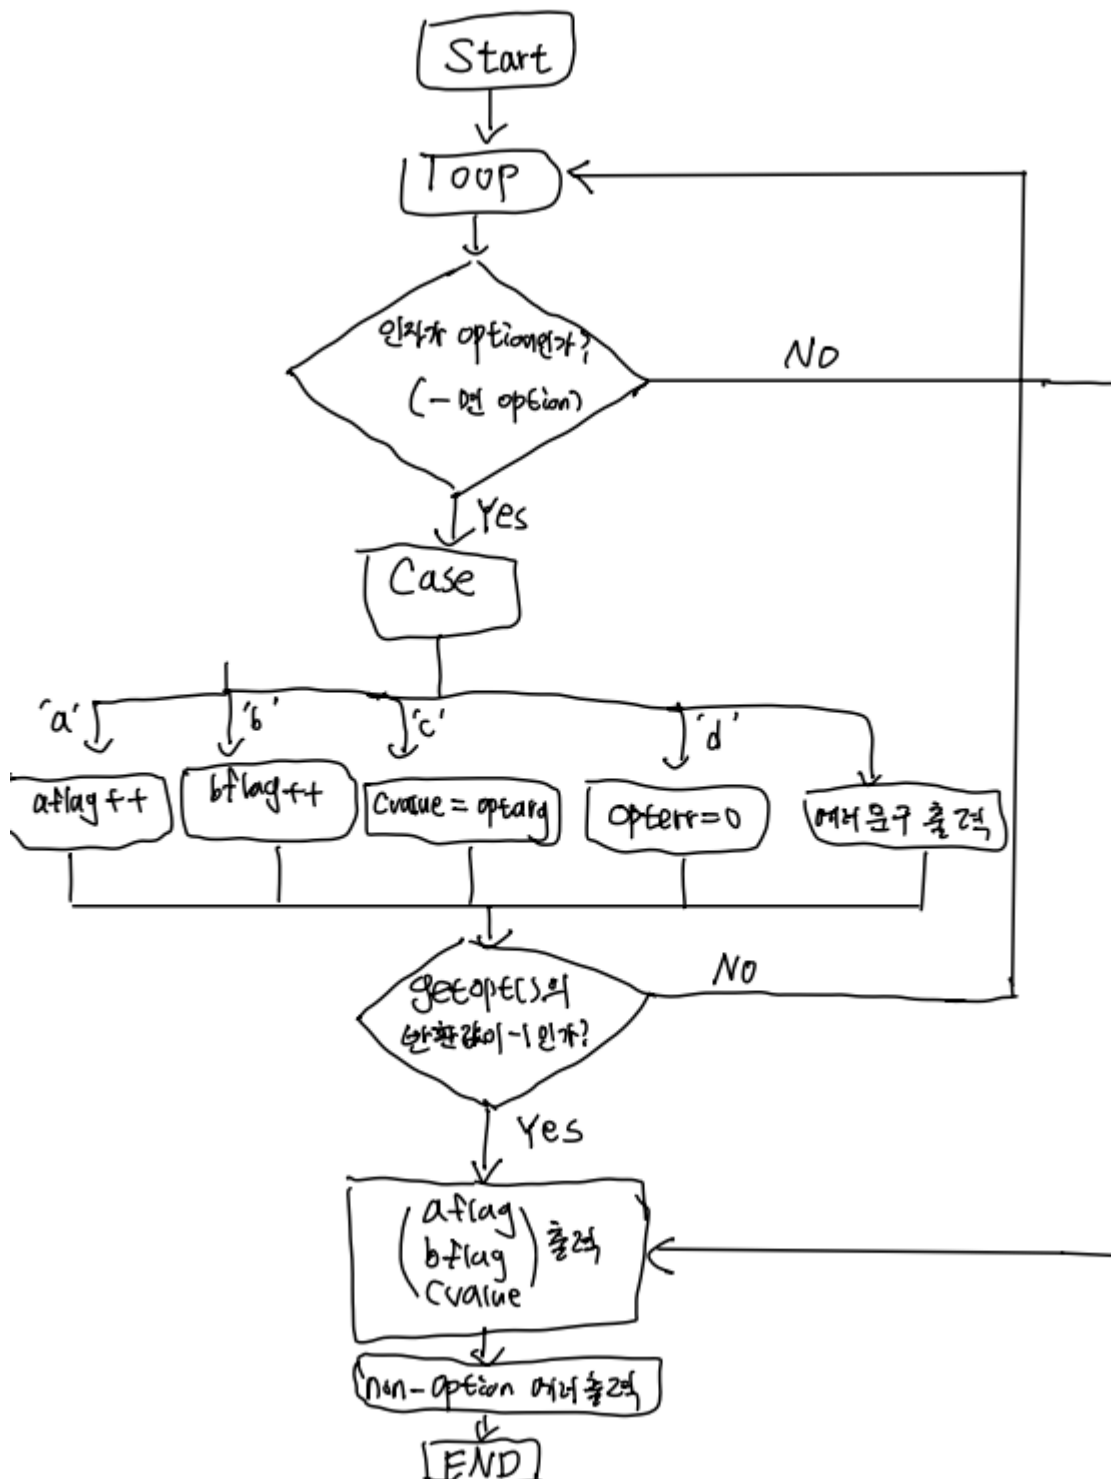 Start
loop
인자가 option인가?
(-면 option)
NO
Yes
Case
'a'
'b'
'c'
'd'
aflag++
bflag++
cvalue = optarg
opterr=0
에러 문구 출력
getopt()의
반환값이 -1인가?
NO
Yes
aflag
bflag
cvalue
출력
non-option 에러 출력
END